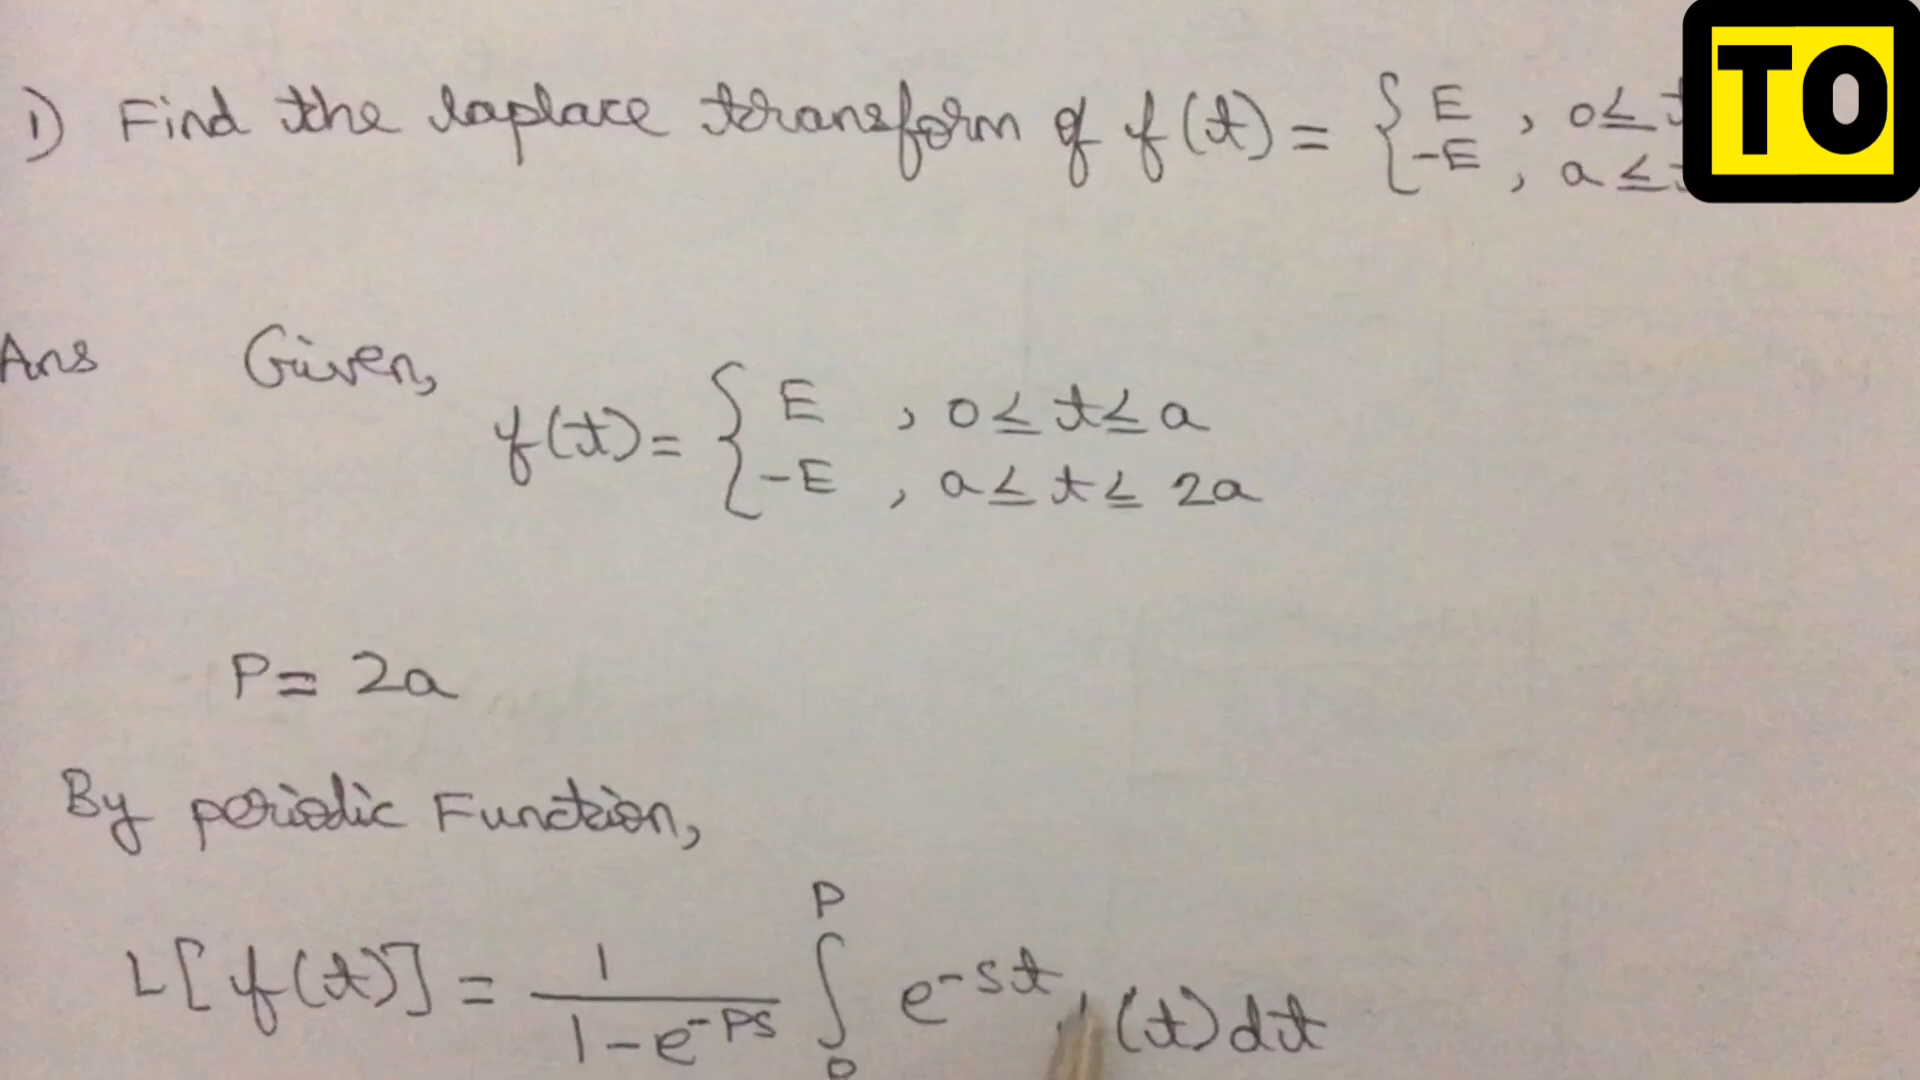 1) Find the laplace transform of f(t) = { E , 0 ≤ t
-E , a ≤
TO
Ans Given,
f(t) = { E , 0 ≤ t ≤ a
-E , a ≤ t ≤ 2a
P = 2a
By periodic Function,
L[f(t)] = 1 / 1-e^-PS ∫ 0 P e^-st (t)dt